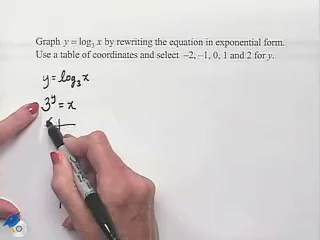 Graph y = log₃ x by rewriting the equation in exponential form.
Use a table of coordinates and select −2, −1, 0, 1 and 2 for y.
y = log₃ x
3ʸ = x